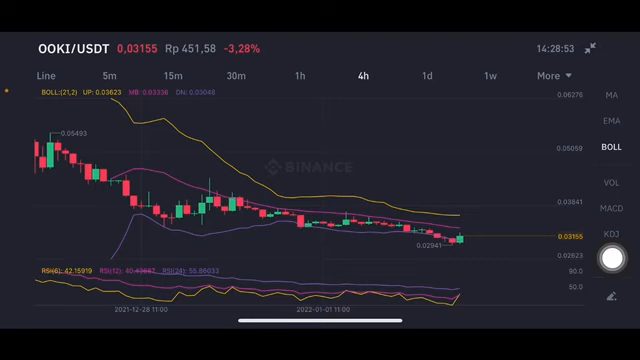 OOKI/USDT 0,03155 Rp 451,58 -3,28% 14:28:53
Line 5m 15m 30m 1h 4h 1d 1w More
BOLL:(21,2) UP: 0.03623 MB: 0.03336 DN: 0.03048
0.06276
MA
EMA
0.05493
BOLL
0.05059
BINANCE
VOL
0.03841
MACD
KDJ
0.03155
0.02941
0.02623
RSI(6): 42.15919 RSI(12): RSI(24): 55.86033
90.0
2021-12-28 11:00 2022-01-01 11:00